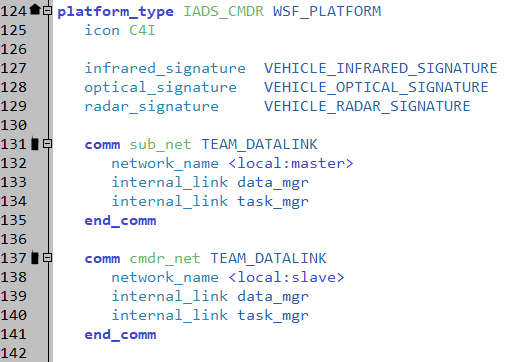 124 platform_type IADS_CMDR WSF_PLATFORM
125 icon C4I
126
127 infrared_signature VEHICLE_INFRARED_SIGNATURE
128 optical_signature VEHICLE_OPTICAL_SIGNATURE
129 radar_signature VEHICLE_RADAR_SIGNATURE
130
131 comm sub_net TEAM_DATALINK
132 network_name <local:master>
133 internal_link data_mgr
134 internal_link task_mgr
135 end_comm
136
137 comm cmdr_net TEAM_DATALINK
138 network_name <local:slave>
139 internal_link data_mgr
140 internal_link task_mgr
141 end_comm
142